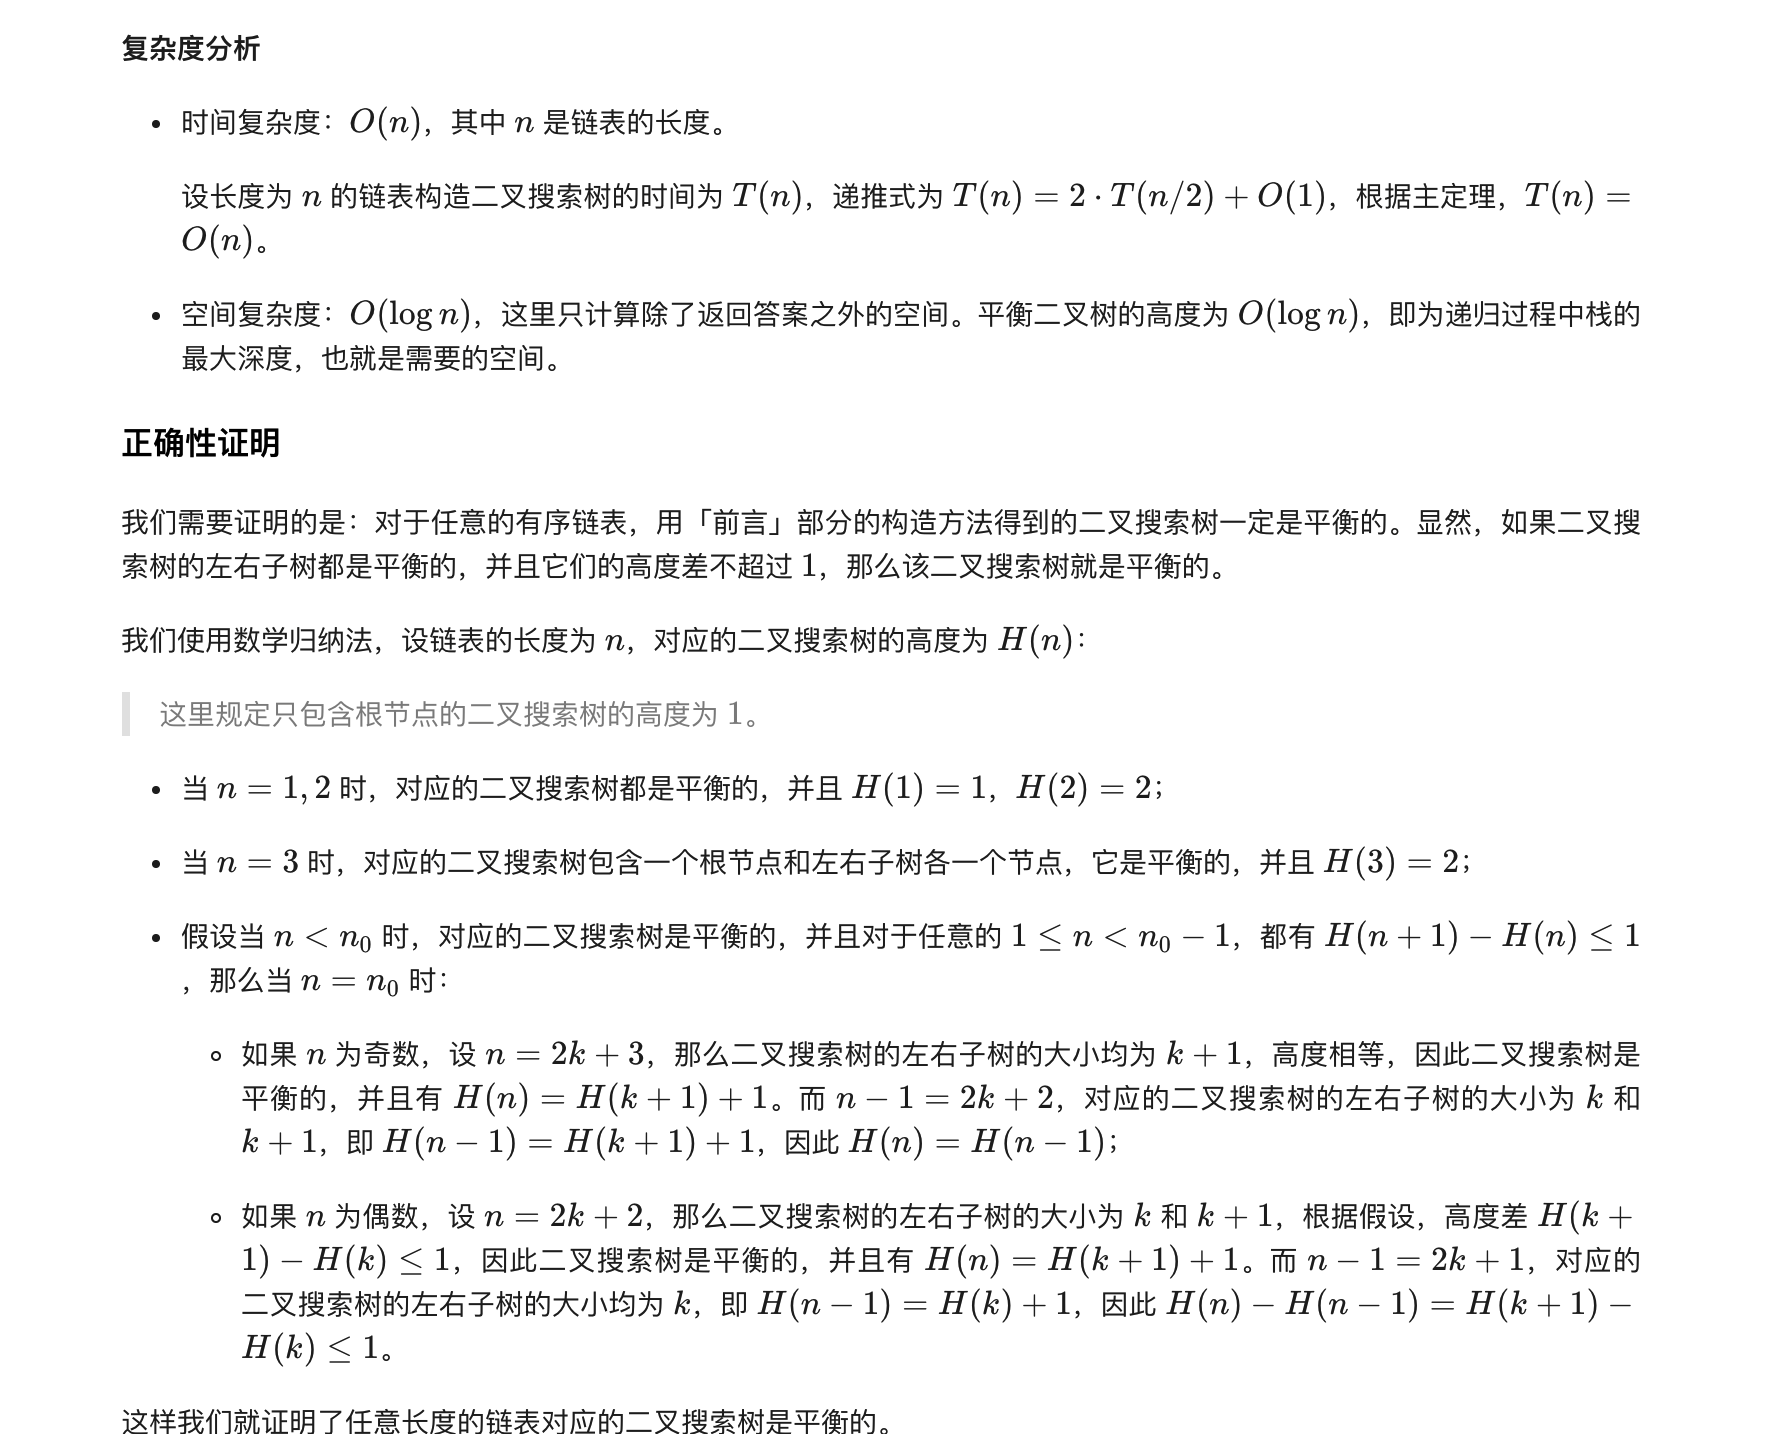 复杂度分析
• 时间复杂度：O(n)，其中 n 是链表的长度。
设长度为 n 的链表构造二叉搜索树的时间为 T(n)，递推式为 T(n) = 2 · T(n/2) + O(1)，根据主定理，T(n) =
O(n)。
• 空间复杂度：O(log n)，这里只计算除了返回答案之外的空间。平衡二叉树的高度为 O(log n)，即为递归过程中栈的
最大深度，也就是需要的空间。
正确性证明
我们需要证明的是：对于任意的有序链表，用「前言」部分的构造方法得到的二叉搜索树一定是平衡的。显然，如果二叉搜
索树的左右子树都是平衡的，并且它们的高度差不超过 1，那么该二叉搜索树就是平衡的。
我们使用数学归纳法，设链表的长度为 n，对应的二叉搜索树的高度为 H(n)：
这里规定只包含根节点的二叉搜索树的高度为 1。
• 当 n = 1, 2 时，对应的二叉搜索树都是平衡的，并且 H(1) = 1，H(2) = 2；
• 当 n = 3 时，对应的二叉搜索树包含一个根节点和左右子树各一个节点，它是平衡的，并且 H(3) = 2；
• 假设当 n < n₀ 时，对应的二叉搜索树是平衡的，并且对于任意的 1 ≤ n < n₀ − 1，都有 H(n + 1) − H(n) ≤ 1
，那么当 n = n₀ 时：
◦ 如果 n 为奇数，设 n = 2k + 3，那么二叉搜索树的左右子树的大小均为 k + 1，高度相等，因此二叉搜索树是
平衡的，并且有 H(n) = H(k + 1) + 1。而 n − 1 = 2k + 2，对应的二叉搜索树的左右子树的大小为 k 和
k + 1，即 H(n − 1) = H(k + 1) + 1，因此 H(n) = H(n − 1)；
◦ 如果 n 为偶数，设 n = 2k + 2，那么二叉搜索树的左右子树的大小为 k 和 k + 1，根据假设，高度差 H(k +
1) − H(k) ≤ 1，因此二叉搜索树是平衡的，并且有 H(n) = H(k + 1) + 1。而 n − 1 = 2k + 1，对应的
二叉搜索树的左右子树的大小均为 k，即 H(n − 1) = H(k) + 1，因此 H(n) − H(n − 1) = H(k + 1) −
H(k) ≤ 1。
这样我们就证明了任意长度的链表对应的二叉搜索树是平衡的。